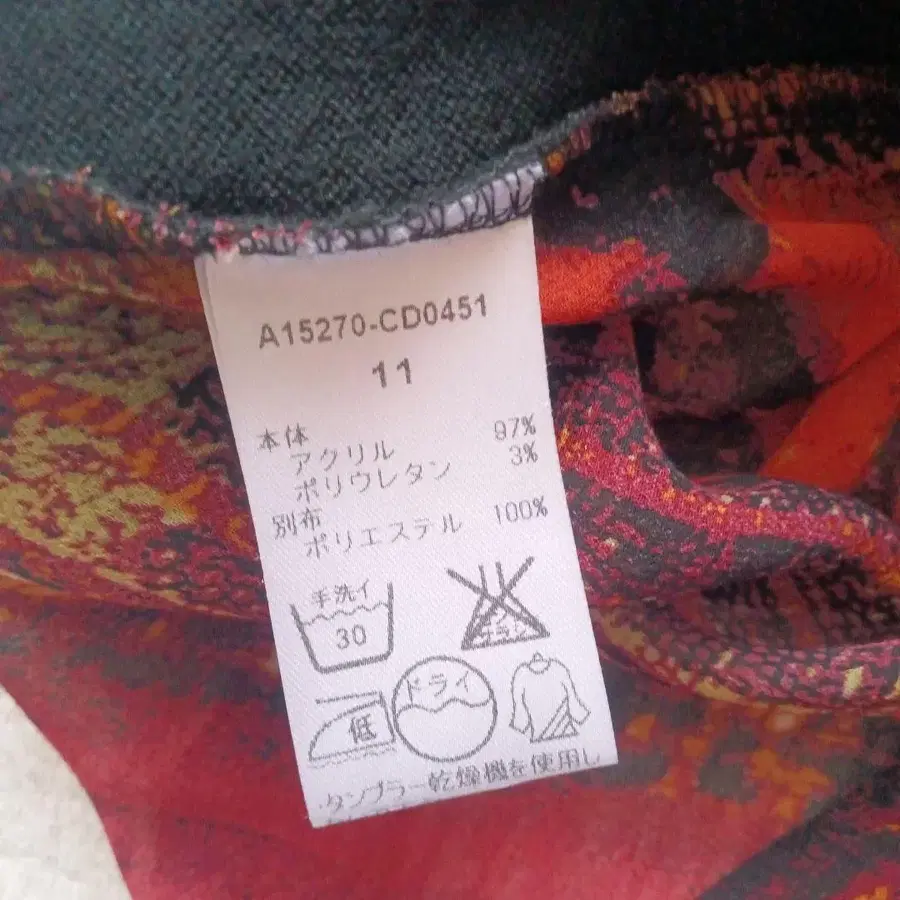 A15270-CD0451
11
本体
アクリル 97%
ポリウレタン 3%
別布
ポリエステル 100%
手洗イ
30
低
ドライ
タンブラー乾燥機を使用し